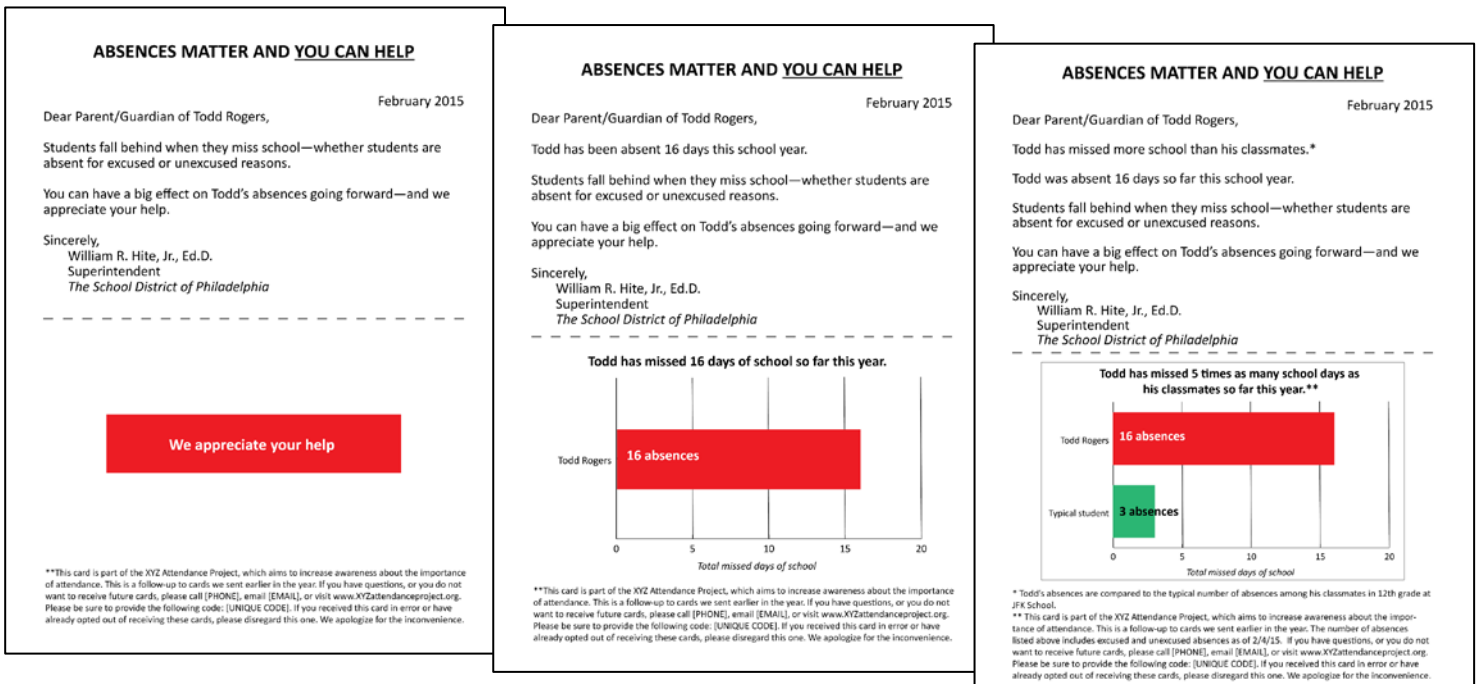 ABSENCES MATTER AND YOU CAN HELP
February 2015
Dear Parent/Guardian of Todd Rogers,
Students fall behind when they miss school—whether students are
absent for excused or unexcused reasons.
You can have a big effect on Todd's absences going forward—and we
appreciate your help.
Sincerely,
William R. Hite, Jr., Ed.D.
Superintendent
The School District of Philadelphia
We appreciate your help
**This card is part of the XYZ Attendance Project, which aims to increase awareness about the importance
of attendance. This is a follow-up to cards we sent earlier in the year. If you have questions, or you do not
want to receive future cards, please call [PHONE], email [EMAIL], or visit www.XYZattendanceproject.org.
Please be sure to provide the following code: [UNIQUE CODE]. If you received this card in error or have
already opted out of receiving these cards, please disregard this one. We apologize for the inconvenience.
ABSENCES MATTER AND YOU CAN HELP
February 2015
Dear Parent/Guardian of Todd Rogers,
Todd has been absent 16 days this school year.
Students fall behind when they miss school—whether students are
absent for excused or unexcused reasons.
You can have a big effect on Todd's absences going forward—and we
appreciate your help.
Sincerely,
William R. Hite, Jr., Ed.D.
Superintendent
The School District of Philadelphia
Todd has missed 16 days of school so far this year.
Todd Rogers
16 absences
0 5 10 15 20
Total missed days of school
**This card is part of the XYZ Attendance Project, which aims to increase awareness about the importance
of attendance. This is a follow-up to cards we sent earlier in the year. If you have questions, or you do not
want to receive future cards, please call [PHONE], email [EMAIL], or visit www.XYZattendanceproject.org.
Please be sure to provide the following code: [UNIQUE CODE]. If you received this card in error or have
already opted out of receiving these cards, please disregard this one. We apologize for the inconvenience.
ABSENCES MATTER AND YOU CAN HELP
February 2015
Dear Parent/Guardian of Todd Rogers,
Todd has missed more school than his classmates.*
Todd was absent 16 days so far this school year.
Students fall behind when they miss school—whether students are
absent for excused or unexcused reasons.
You can have a big effect on Todd's absences going forward—and we
appreciate your help.
Sincerely,
William R. Hite, Jr., Ed.D.
Superintendent
The School District of Philadelphia
Todd has missed 5 times as many school days as
his classmates so far this year.**
Todd Rogers
16 absences
Typical student
3 absences
0 5 10 15 20
Total missed days of school
* Todd's absences are compared to the typical number of absences among his classmates in 12th grade at
JFK School.
** This card is part of the XYZ Attendance Project, which aims to increase awareness about the impor-
tance of attendance. This is a follow-up to cards we sent earlier in the year. The number of absences
listed above includes excused and unexcused absences as of 2/4/15. If you have questions, or you do not
want to receive future cards, please call [PHONE], email [EMAIL], or visit www.XYZattendanceproject.org.
Please be sure to provide the following code: [UNIQUE CODE]. If you received this card in error or have
already opted out of receiving these cards, please disregard this one. We apologize for the inconvenience.